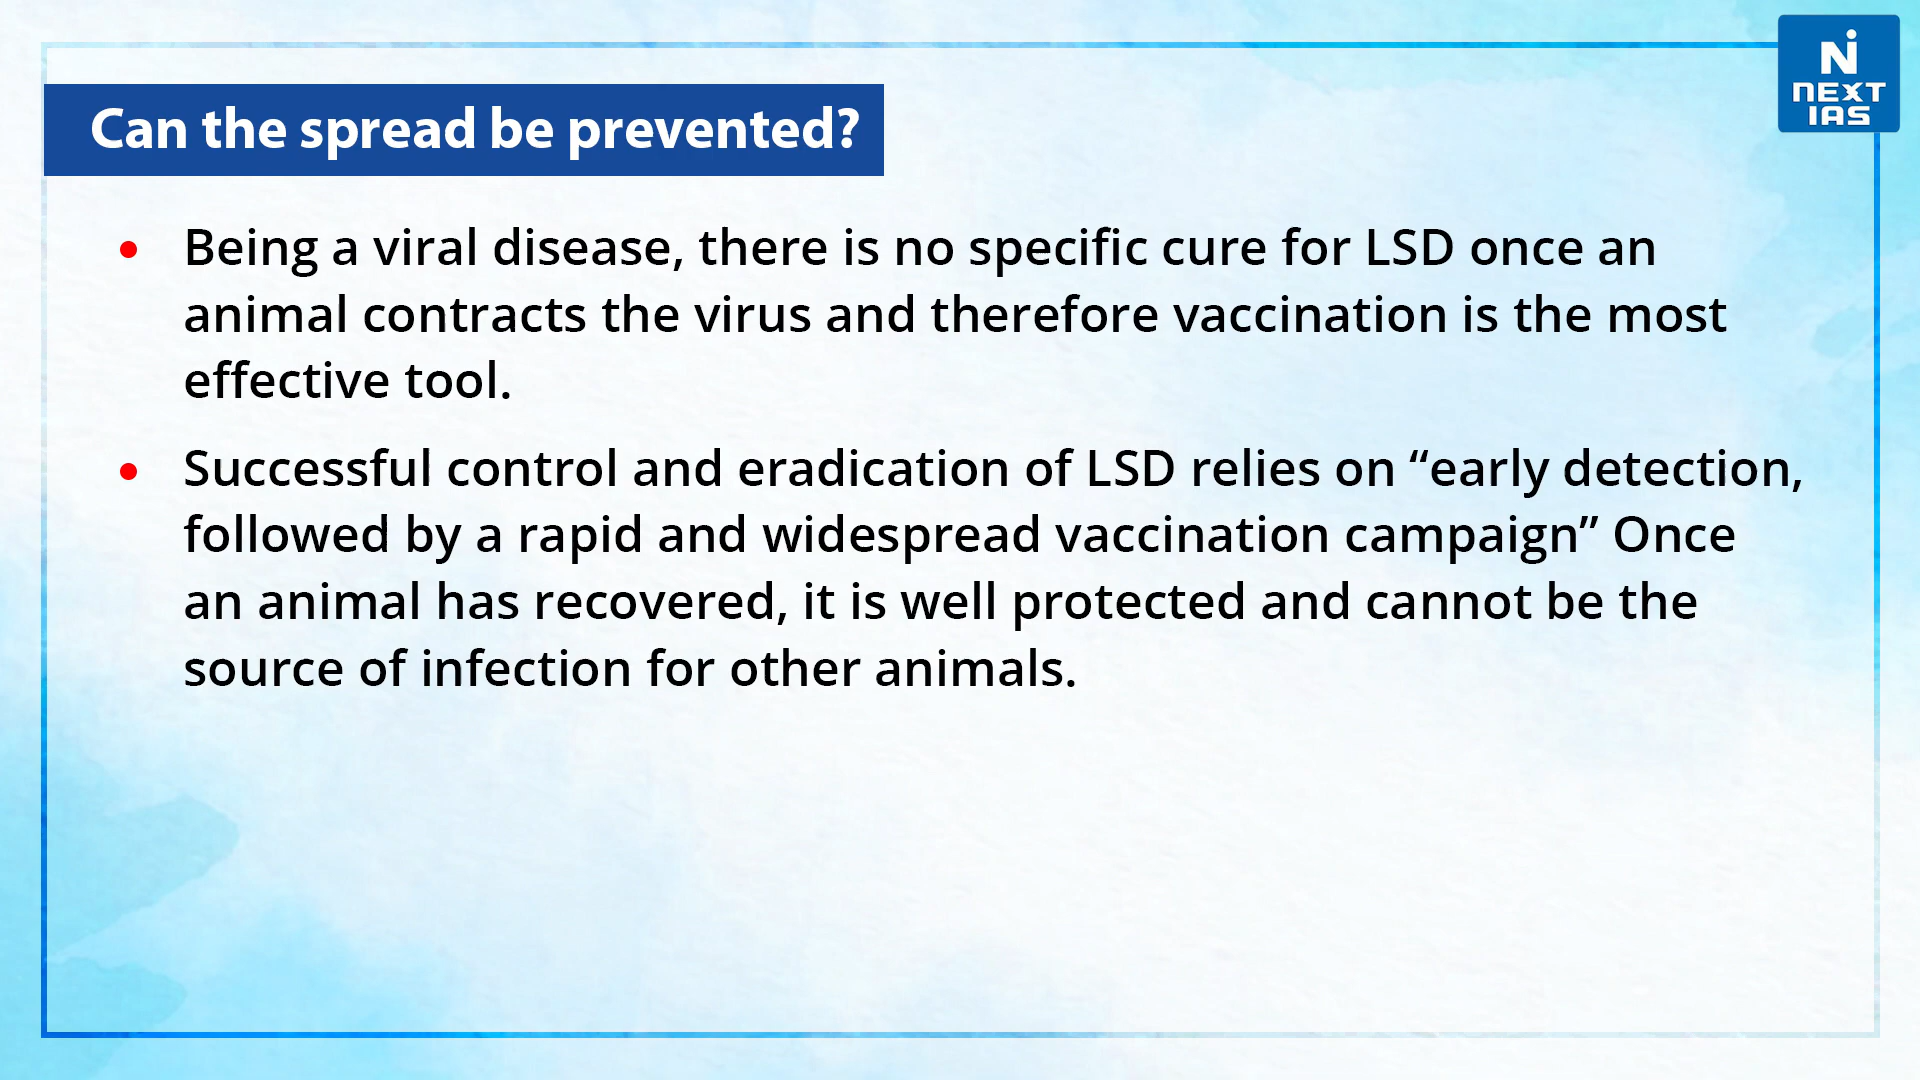 Can the spread be prevented?
N
NEXT
IAS
• Being a viral disease, there is no specific cure for LSD once an
animal contracts the virus and therefore vaccination is the most
effective tool.
• Successful control and eradication of LSD relies on “early detection,
followed by a rapid and widespread vaccination campaign” Once
an animal has recovered, it is well protected and cannot be the
source of infection for other animals.